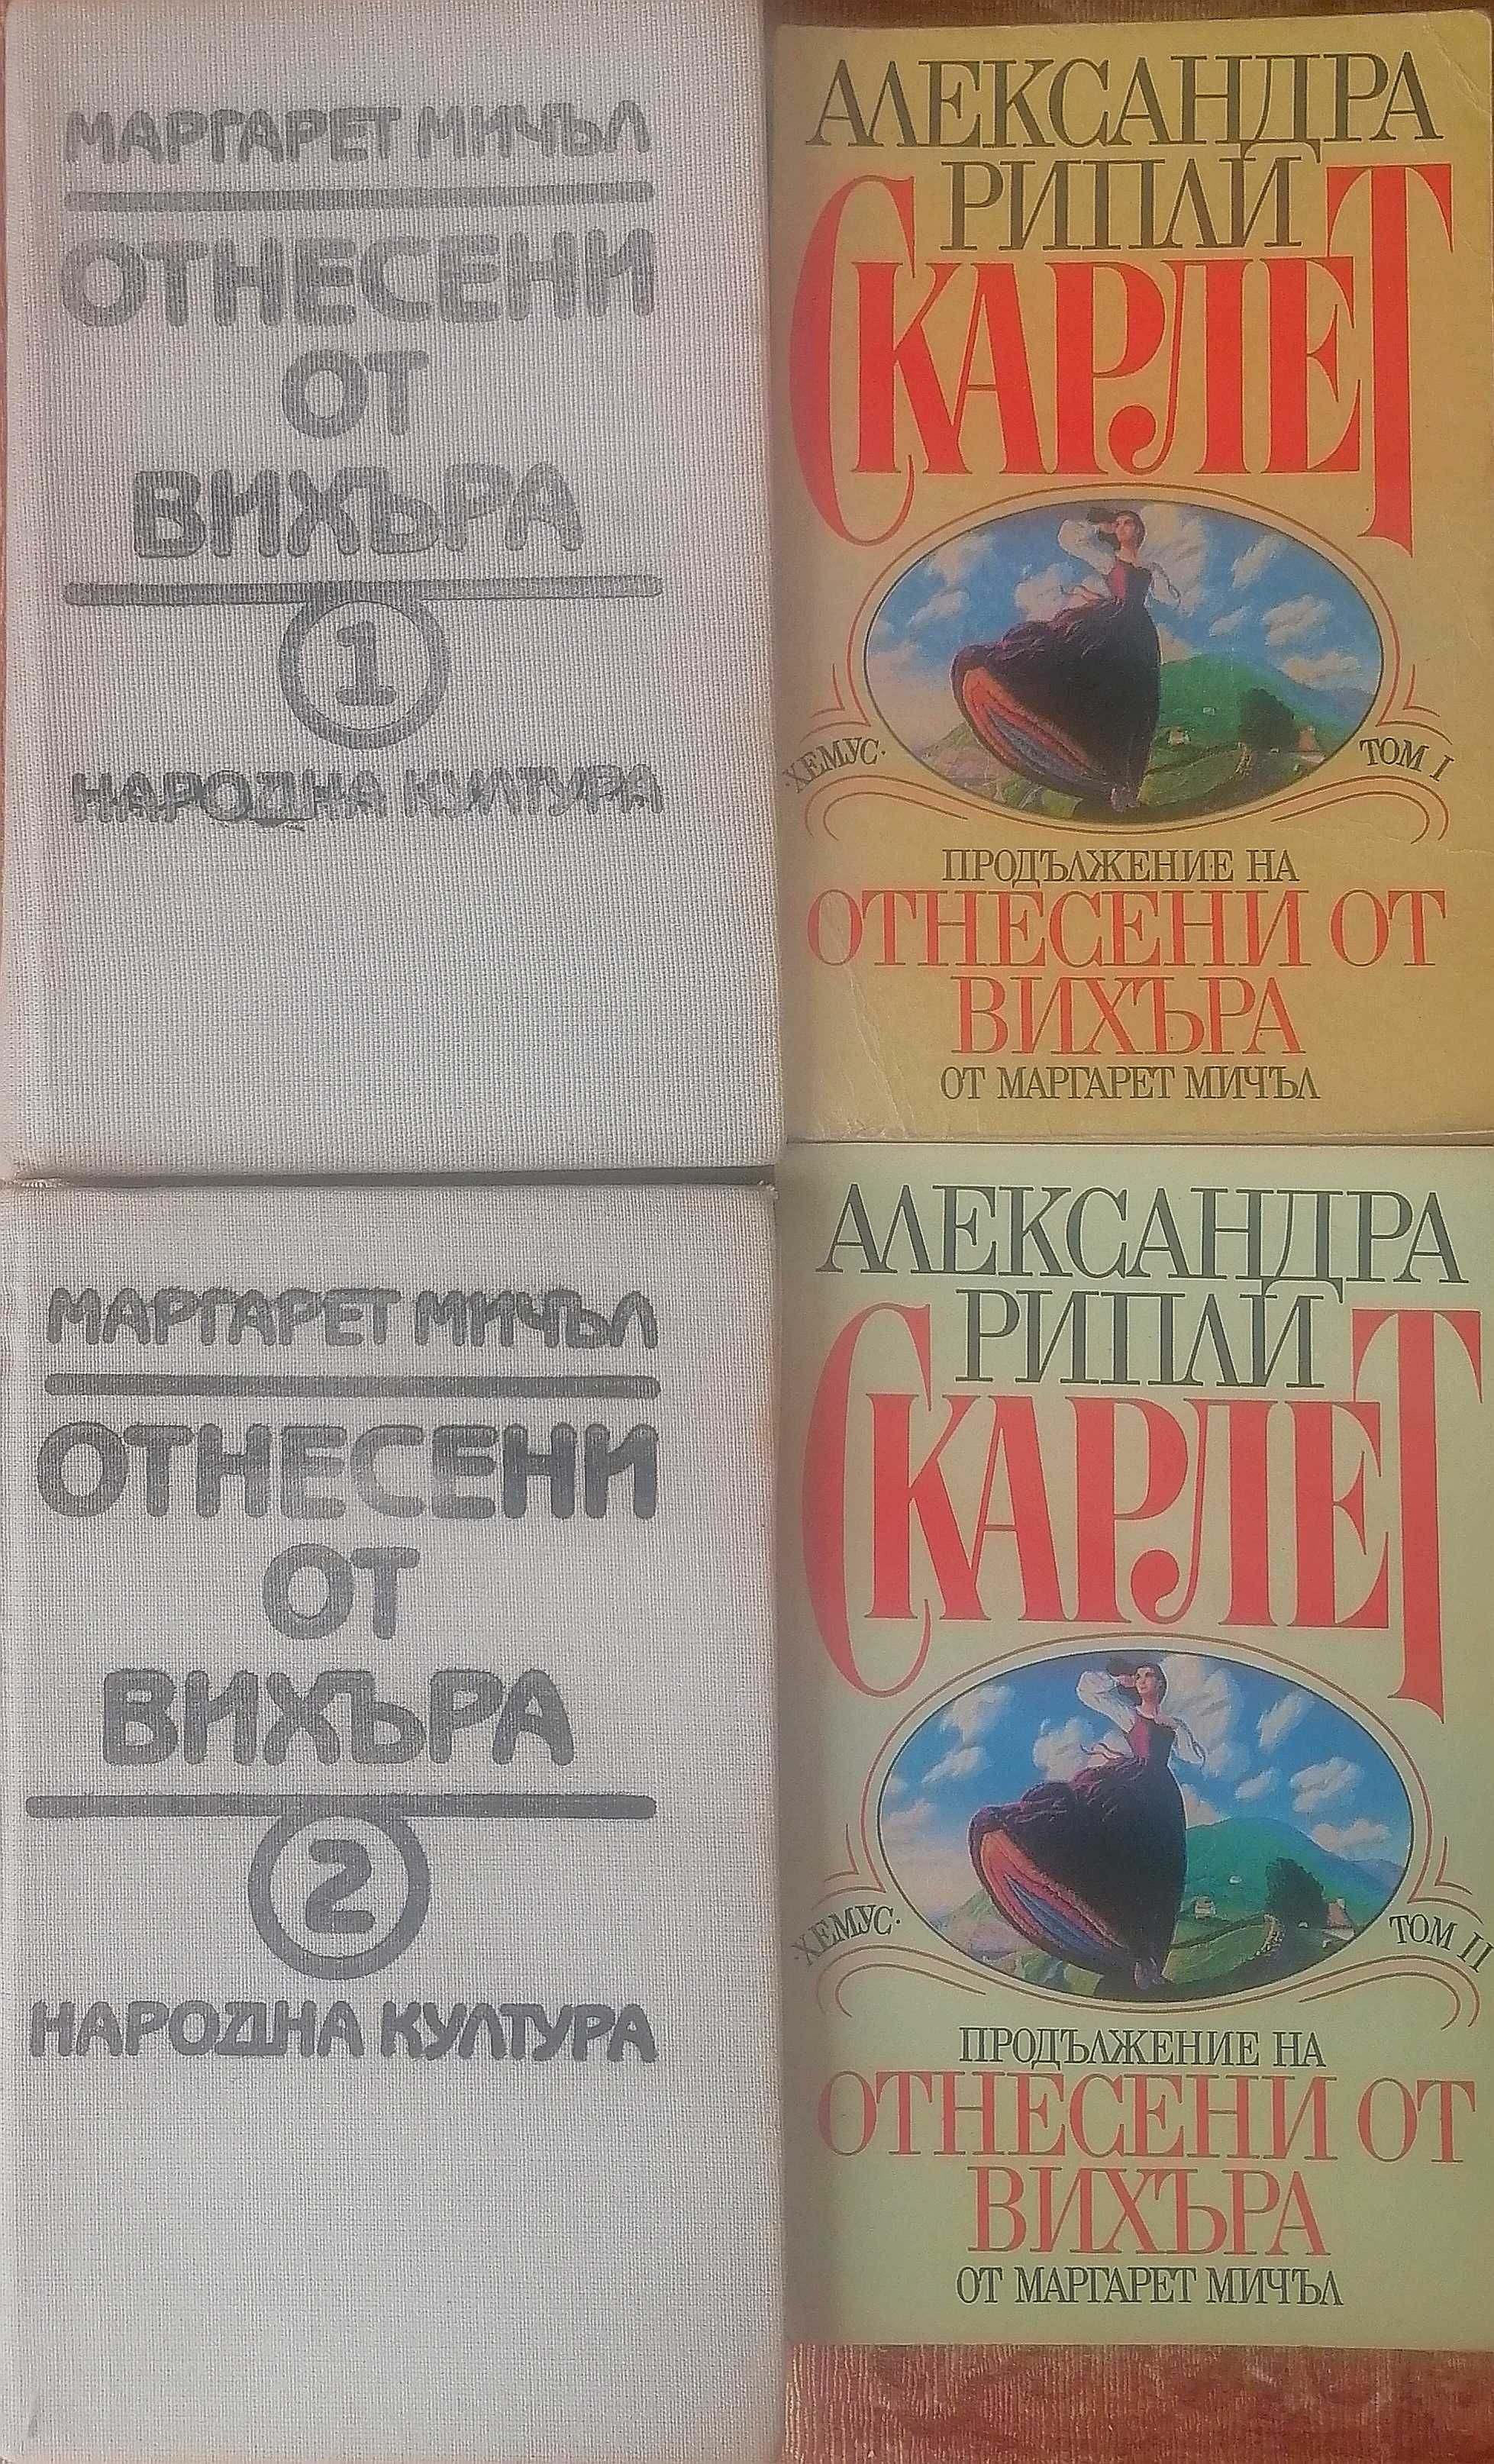 МАРГАРЕТ МИЧЪЛ
ОТНЕСЕНИ
ОТ
ВИХЪРА
1
НАРОДНА КУЛТУРА
АЛЕКСАНДРА
РИПЛИ
СКАРЛЕТ
·ХЕМУС·
ТОМ I
ПРОДЪЛЖЕНИЕ НА
ОТНЕСЕНИ ОТ
ВИХЪРА
ОТ МАРГАРЕТ МИЧЪЛ
МАРГАРЕТ МИЧЪЛ
ОТНЕСЕНИ
ОТ
ВИХЪРА
2
НАРОДНА КУЛТУРА
АЛЕКСАНДРА
РИПЛИ
СКАРЛЕТ
·ХЕМУС·
ТОМ II
ПРОДЪЛЖЕНИЕ НА
ОТНЕСЕНИ ОТ
ВИХЪРА
ОТ МАРГАРЕТ МИЧЪЛ